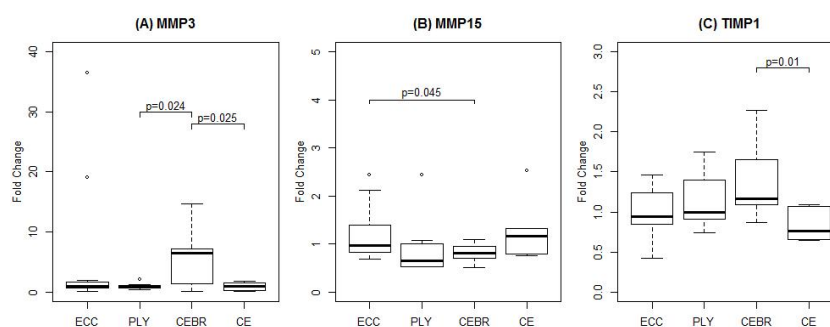 (A) MMP3
(B) MMP15
(C) TIMP1
Fold Change
40
30
20
10
0
p=0.024
p=0.025
ECC PLY CEBR CE
Fold Change
5
4
3
2
1
0
p=0.045
ECC PLY CEBR CE
Fold Change
3.0
2.5
2.0
1.5
1.0
0.5
0.0
p=0.01
ECC PLY CEBR CE